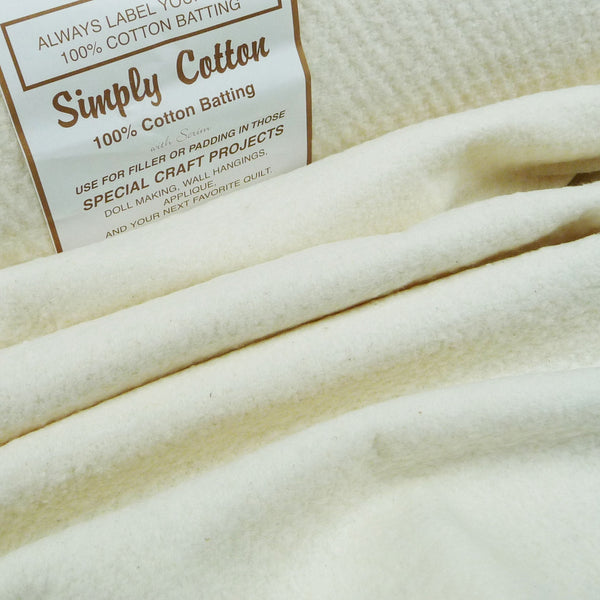 ALWAYS LABEL YOUR
100% COTTON BATTING
Simply Cotton
100% Cotton Batting
with Scrim
USE FOR FILLER OR PADDING IN THOSE
SPECIAL CRAFT PROJECTS
DOLL MAKING, WALL HANGINGS,
APPLIQUE,
AND YOUR NEXT FAVORITE QUILT.